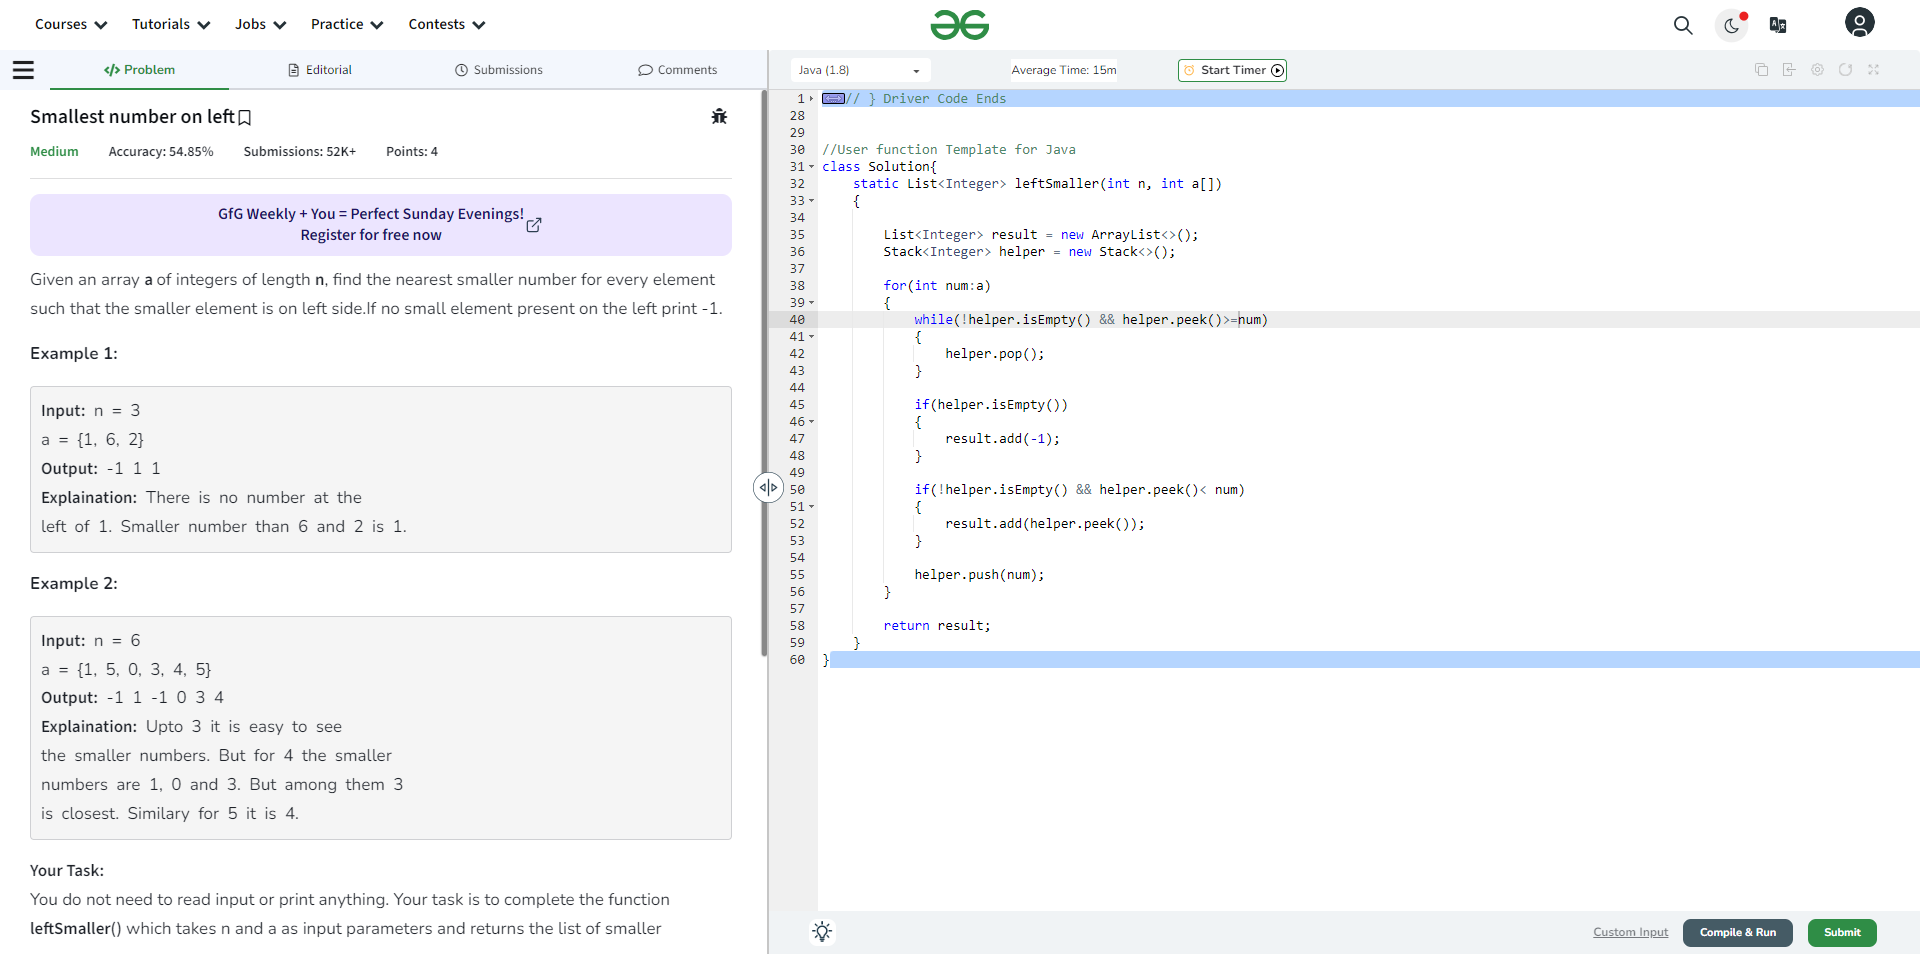 Courses Tutorials Jobs Practice Contests
Problem Editorial Submissions Comments
Smallest number on left
Medium Accuracy: 54.85% Submissions: 52K+ Points: 4
GfG Weekly + You = Perfect Sunday Evenings!
Register for free now
Given an array a of integers of length n, find the nearest smaller number for every element
such that the smaller element is on left side.If no small element present on the left print -1.
Example 1:
Input: n = 3
a = {1, 6, 2}
Output: -1 1 1
Explaination: There is no number at the
left of 1. Smaller number than 6 and 2 is 1.
Example 2:
Input: n = 6
a = {1, 5, 0, 3, 4, 5}
Output: -1 1 -1 0 3 4
Explaination: Upto 3 it is easy to see
the smaller numbers. But for 4 the smaller
numbers are 1, 0 and 3. But among them 3
is closest. Similary for 5 it is 4.
Your Task:
You do not need to read input or print anything. Your task is to complete the function
leftSmaller() which takes n and a as input parameters and returns the list of smaller
Java (1.8) Average Time: 15m Start Timer
1 // } Driver Code Ends
28
29
30 //User function Template for Java
31 class Solution{
32 static List<Integer> leftSmaller(int n, int a[])
33 {
34
35 List<Integer> result = new ArrayList<>();
36 Stack<Integer> helper = new Stack<>();
37
38 for(int num:a)
39 {
40 while(!helper.isEmpty() && helper.peek()>=num)
41 {
42 helper.pop();
43 }
44
45 if(helper.isEmpty())
46 {
47 result.add(-1);
48 }
49
50 if(!helper.isEmpty() && helper.peek()< num)
51 {
52 result.add(helper.peek());
53 }
54
55 helper.push(num);
56 }
57
58 return result;
59 }
60 }
Custom Input Compile & Run Submit